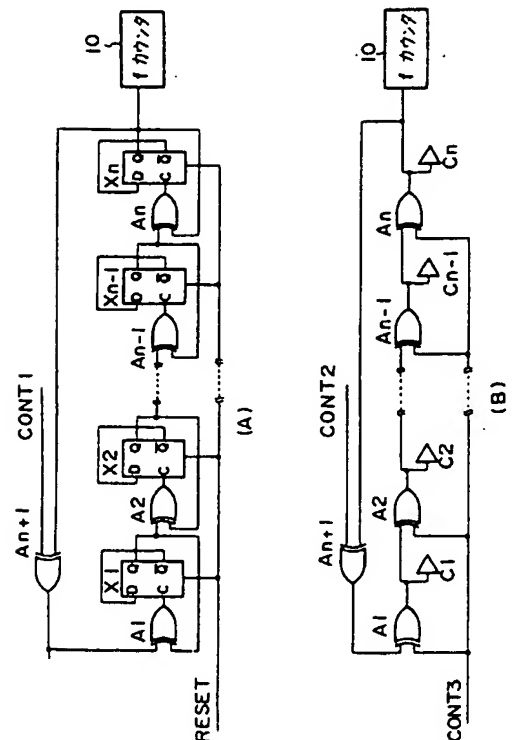 An+1
CONT1
10
f カウンタ
X1
D Q
C Q̄
A1
X2
D Q
C Q̄
A2
Xn-1
D Q
C Q̄
An-1
Xn
D Q
C Q̄
An
RESET
(A)
An+1
CONT2
10
f カウンタ
A1
C1
A2
C2
An-1
Cn-1
An
Cn
CONT3
(B)